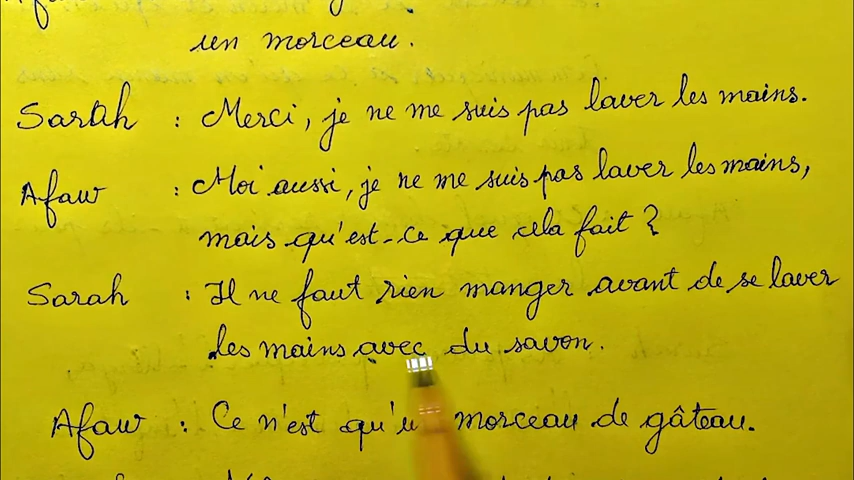 un morceau.
Sarah : Merci, je ne me suis pas laver les mains.
Afaw : Moi aussi, je ne me suis pas laver les mains,
mais qu'est-ce que cela fait ?
Sarah : Il ne faut rien manger avant de se laver
les mains avec du savon.
Afaw : Ce n'est qu'un morceau de gâteau.